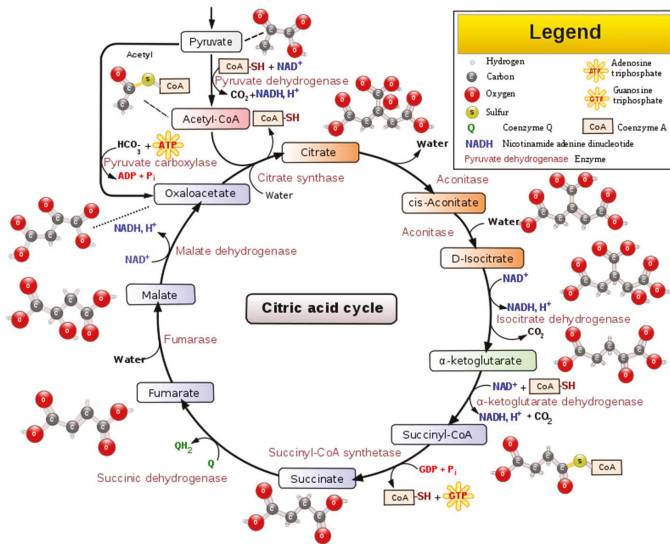 Legend
Hydrogen
Carbon
Oxygen
S Sulfur
Q Coenzyme Q
NADH Nicotinamide adenine dinucleotide
Pyruvate dehydrogenase Enzyme
ATP Adenosine triphosphate
GTP Guanosine triphosphate
CoA Coenzyme A
Pyruvate
Acetyl
CoA-SH + NAD+
Pyruvate dehydrogenase
CO2+NADH, H+
Acetyl-CoA
CoA-SH
HCO3- + ATP
Pyruvate carboxylase
ADP + Pi
Citrate
Water
Citrate synthase
Water
Oxaloacetate
Aconitase
cis-Aconitate
Aconitase
Water
D-Isocitrate
NAD+
NADH, H+
Isocitrate dehydrogenase
CO2
α-ketoglutarate
NAD+ + CoA-SH
α-ketoglutarate dehydrogenase
NADH, H+ + CO2
Succinyl-CoA
Succinyl-CoA synthetase
GDP + Pi
CoA-SH + GTP
Succinate
QH2
Q
Succinic dehydrogenase
Fumarate
Water
Fumarase
Malate
NAD+
NADH, H+
Malate dehydrogenase
Citric acid cycle